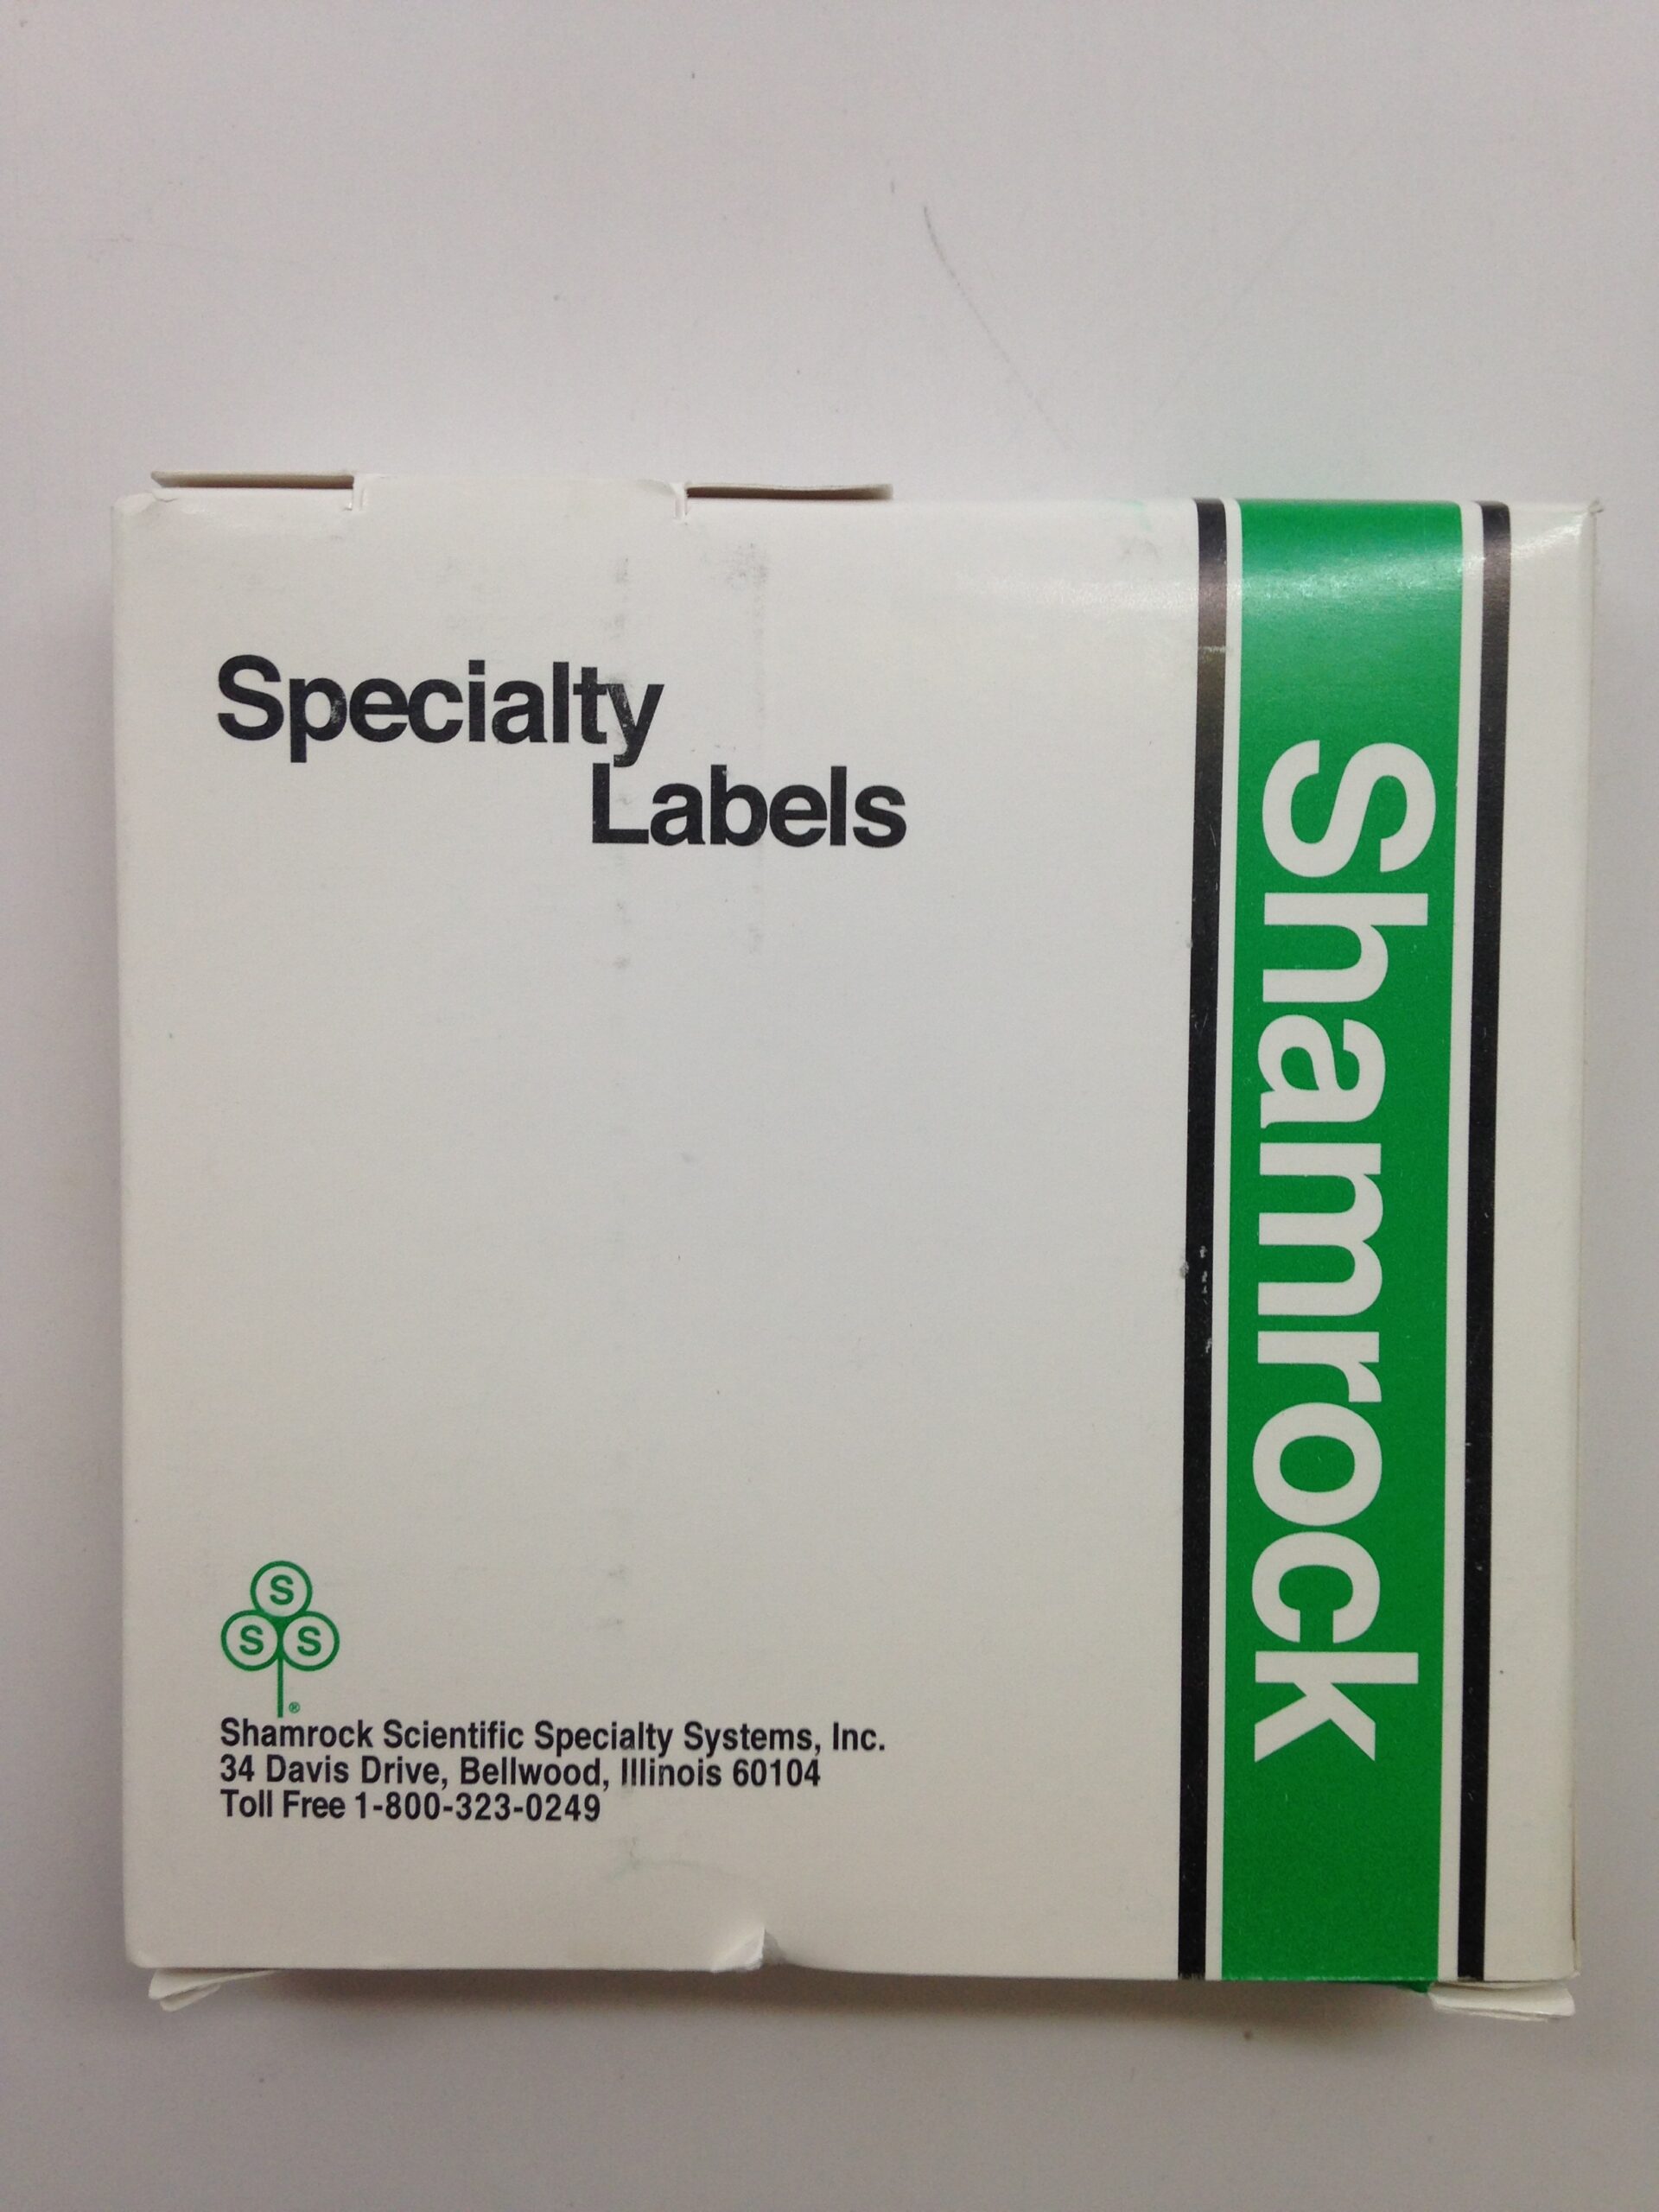 Specialty
Labels
Shamrock
S
S S
®
Shamrock Scientific Specialty Systems, Inc.
34 Davis Drive, Bellwood, Illinois 60104
Toll Free 1-800-323-0249